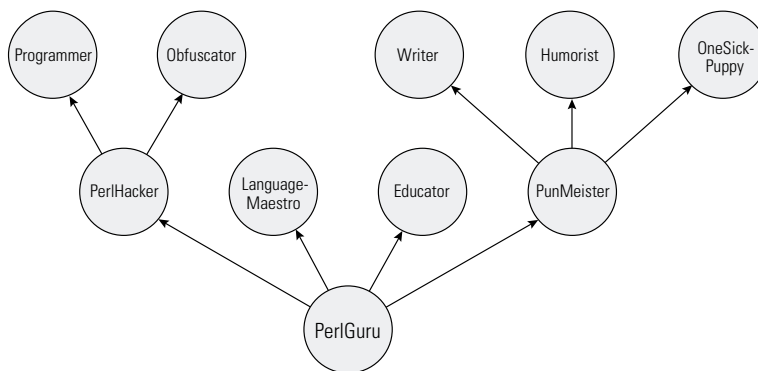 Programmer
Obfuscator
Writer
Humorist
OneSick-
Puppy
PerlHacker
Language-
Maestro
Educator
PunMeister
PerlGuru